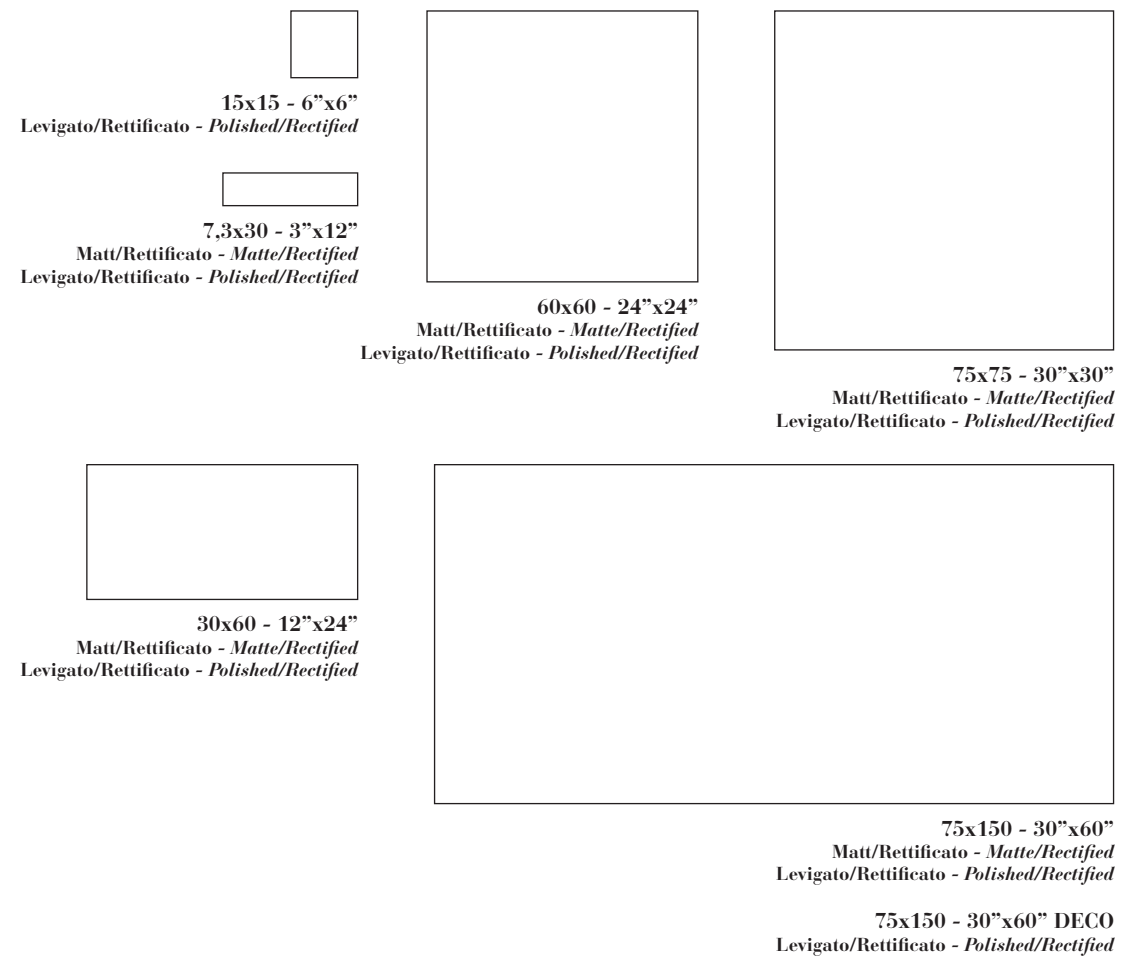 15x15 - 6”x6”
Levigato/Rettificato - Polished/Rectified
7,3x30 - 3”x12”
Matt/Rettificato - Matte/Rectified
Levigato/Rettificato - Polished/Rectified
60x60 - 24”x24”
Matt/Rettificato - Matte/Rectified
Levigato/Rettificato - Polished/Rectified
75x75 - 30”x30”
Matt/Rettificato - Matte/Rectified
Levigato/Rettificato - Polished/Rectified
30x60 - 12”x24”
Matt/Rettificato - Matte/Rectified
Levigato/Rettificato - Polished/Rectified
75x150 - 30”x60”
Matt/Rettificato - Matte/Rectified
Levigato/Rettificato - Polished/Rectified
75x150 - 30”x60” DECO
Levigato/Rettificato - Polished/Rectified